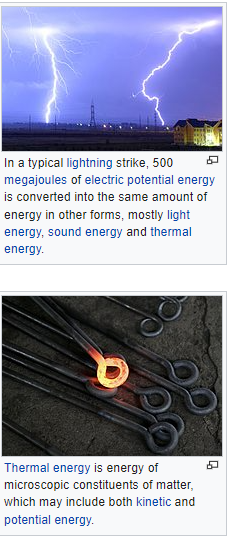 In a typical lightning strike, 500
megajoules of electric potential energy
is converted into the same amount of
energy in other forms, mostly light
energy, sound energy and thermal
energy.
Thermal energy is energy of
microscopic constituents of matter,
which may include both kinetic and
potential energy.